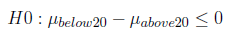 H0 : μbelow20 − μabove20 ≤ 0